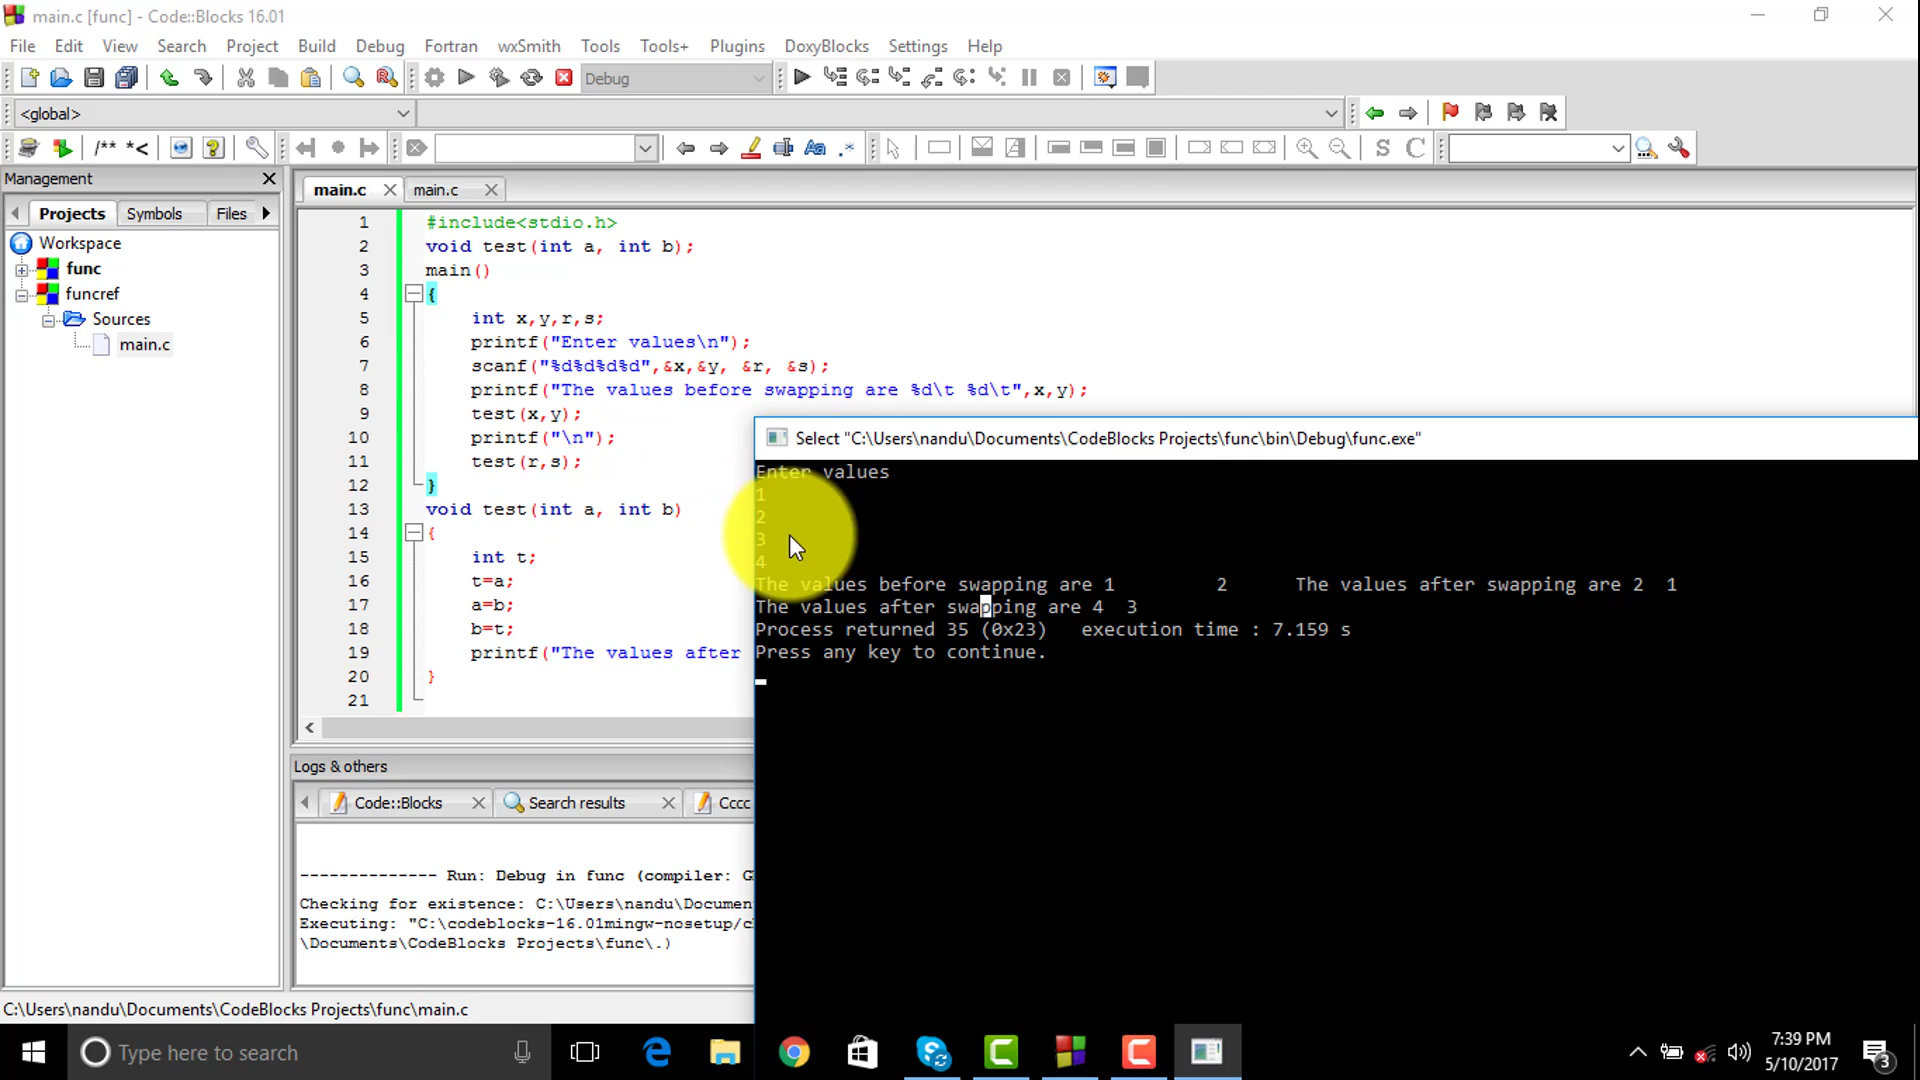 main.c [func] - Code::Blocks 16.01
File Edit View Search Project Build Debug Fortran wxSmith Tools Tools+ Plugins DoxyBlocks Settings Help
Debug
<global>
/** *<
Aa .* S C
Management
Projects Symbols Files
Workspace
func
funcref
Sources
main.c
main.c main.c
1 #include<stdio.h>
2 void test(int a, int b);
3 main()
4 {
5 int x,y,r,s;
6 printf("Enter values\n");
7 scanf("%d%d%d%d",&x,&y, &r, &s);
8 printf("The values before swapping are %d\t %d\t",x,y);
9 test(x,y);
10 printf("\n");
11 test(r,s);
12 }
13 void test(int a, int b)
14 {
15 int t;
16 t=a;
17 a=b;
18 b=t;
19 printf("The values after
20 }
21
Select "C:\Users\nandu\Documents\CodeBlocks Projects\func\bin\Debug\func.exe"
Enter values
1
2
3
4
The values before swapping are 1 2 The values after swapping are 2 1
The values after swapping are 4 3
Process returned 35 (0x23) execution time : 7.159 s
Press any key to continue.
Logs & others
Code::Blocks Search results Cccc
-------------- Run: Debug in func (compiler:
Checking for existence: C:\Users\nandu\Documen
Executing: "C:\codeblocks-16.01mingw-nosetup/c
\Documents\CodeBlocks Projects\func\.)
C:\Users\nandu\Documents\CodeBlocks Projects\func\main.c
Type here to search
7:39 PM
5/10/2017
3